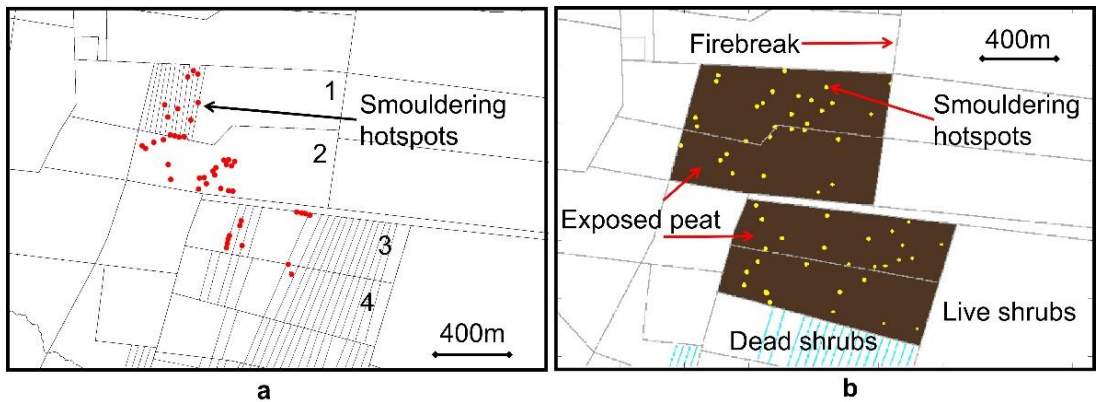 1
Smouldering
hotspots
2
3
4
400m
a
Firebreak
400m
Smouldering
hotspots
Exposed peat
Live shrubs
Dead shrubs
b